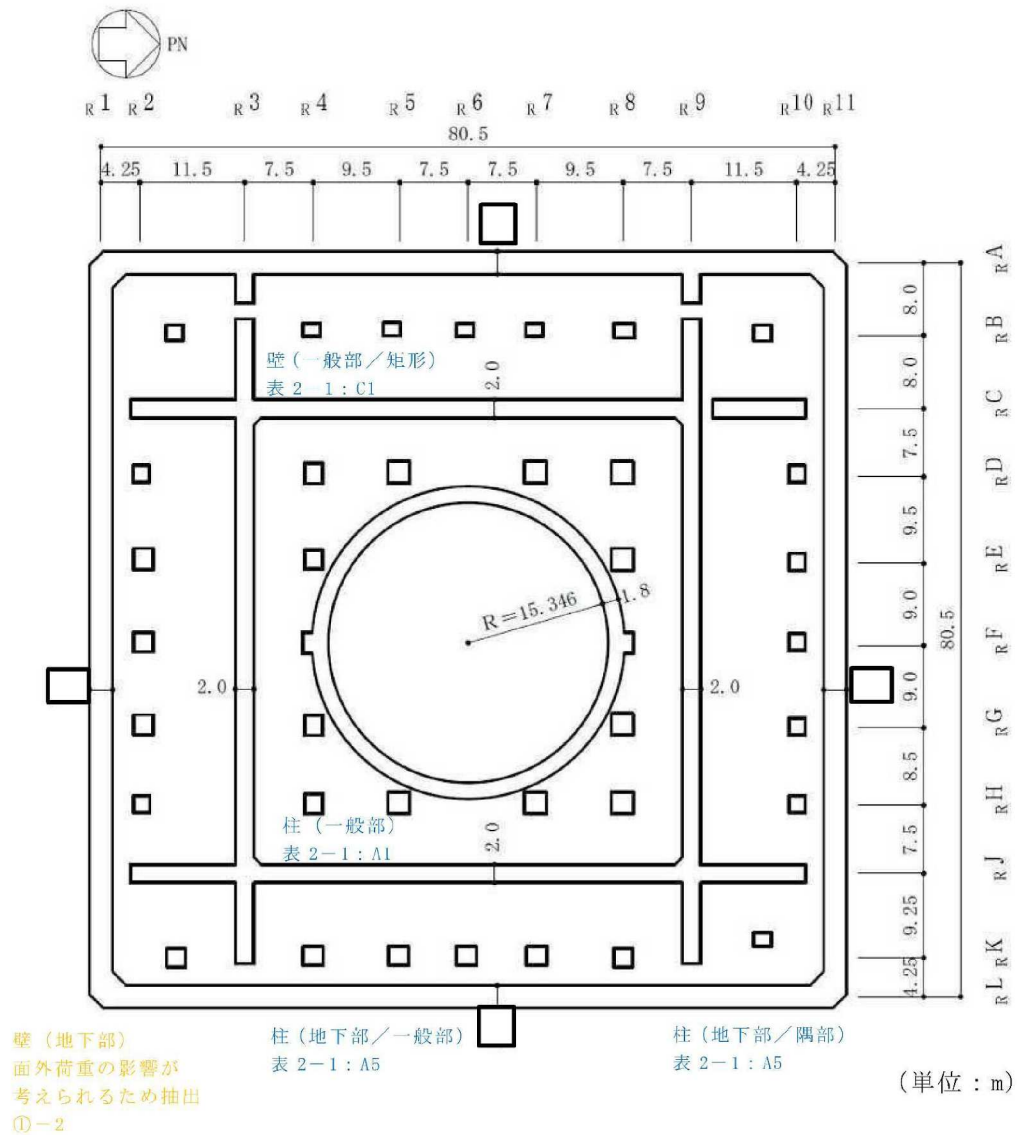 PN
R1 R2 R3 R4 R5 R6 R7 R8 R9 R10 R11
80.5
4.25 11.5 7.5 9.5 7.5 7.5 9.5 7.5 11.5 4.25
RA
8.0
RB
壁(一般部/矩形)
表 2-1:C1
2.0
8.0
RC
7.5
RD
9.5
RE
R=15.346
1.8
9.0
RF
80.5
2.0
2.0
9.0
RG
8.5
RH
柱(一般部)
表 2-1:A1
2.0
7.5
RJ
9.25
RK
4.25
RL
壁(地下部)
面外荷重の影響が
考えられるため抽出
①-2
柱(地下部/一般部)
表 2-1:A5
柱(地下部/隅部)
表 2-1:A5
(単位:m)